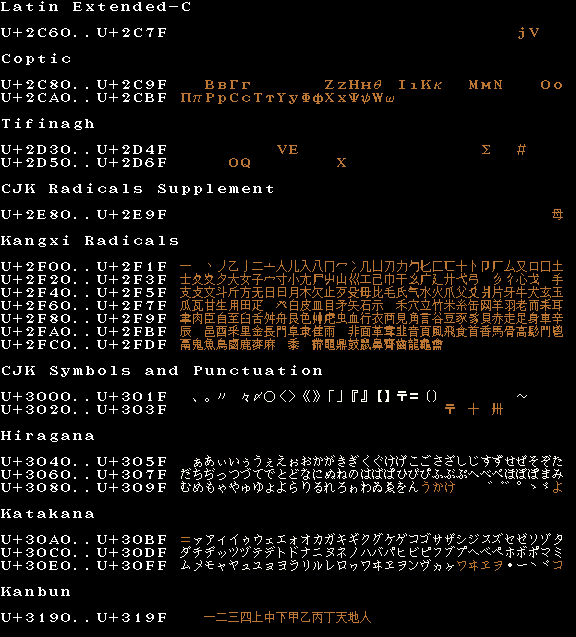 Latin Extended-C
U+2C60..U+2C7F jV
Coptic
U+2C80..U+2C9F ВвГг ZzHнθ IıKκ MмN Oo
U+2CA0..U+2CBF ΠπPpCcTтYyΦфXxΨψWω
Tifinagh
U+2D30..U+2D4F VE Σ #
U+2D50..U+2D6F OQ X
CJK Radicals Supplement
U+2E80..U+2E9F 母
Kangxi Radicals
U+2F00..U+2F1F 一丨丶丿乙亅二亠人儿入八冂冖冫几凵刀力勹匕匚匸十卜卩厂厶又口囗土
U+2F20..U+2F3F 士夂夊夕大女子宀寸小尢尸屮山巛工己巾干幺广廴廾弋弓 彡彳心戈 手
U+2F40..U+2F5F 支攴文斗斤方无日曰月木欠止歹殳毋比毛氏气水火爪父爻爿片牙牛犬玄玉
U+2F60..U+2F7F 瓜瓦甘生用田 癶白皮皿目矛矢石示 禾穴立竹米糸缶网羊羽老而耒耳
U+2F80..U+2F9F 聿肉臣自至臼舌舛舟艮色艸虍虫血行衣襾見角言谷豆豕豸貝赤走足身車辛
U+2FA0..U+2FBF 辰 邑酉釆里金長門阜隶隹雨 非面革韋韭音頁風飛食首香馬骨高髟鬥鬯
U+2FC0..U+2FDF 鬲鬼魚鳥鹵鹿麥麻 黍 黹黽鼎鼓鼠鼻齊齒龍龜龠
CJK Symbols and Punctuation
U+3000..U+301F 、。〃 々〆〇〈〉《》「」『』【】〒〓〔〕 〜
U+3020..U+303F 〒 十 卅
Hiragana
U+3040..U+305F ぁあぃいぅうぇえぉおかがきぎくぐけげこごさざしじすずせぜそぞた
U+3060..U+307F だちぢっつづてでとどなにぬねのはばぱひびぴふぶぷへべぺほぼぽまみ
U+3080..U+309F むめもゃやゅゆょよらりるれろゎわゐゑをんうかけ ゛゜゛゜ゝゞよ
Katakana
U+30A0..U+30BF ゠ァアィイゥウェエォオカガキギクグケゲコゴサザシジスズセゼソゾタ
U+30C0..U+30DF ダチヂッツヅテデトドナニヌネノハバパヒビピフブプヘベペホボポマミ
U+30E0..U+30FF ムメモャヤュユョヨラリルレロヮワヰヱヲンヴヵヶワヰヱヲ・ーヽヾコ
Kanbun
U+3190..U+319F 一二三四上中下甲乙丙丁天地人